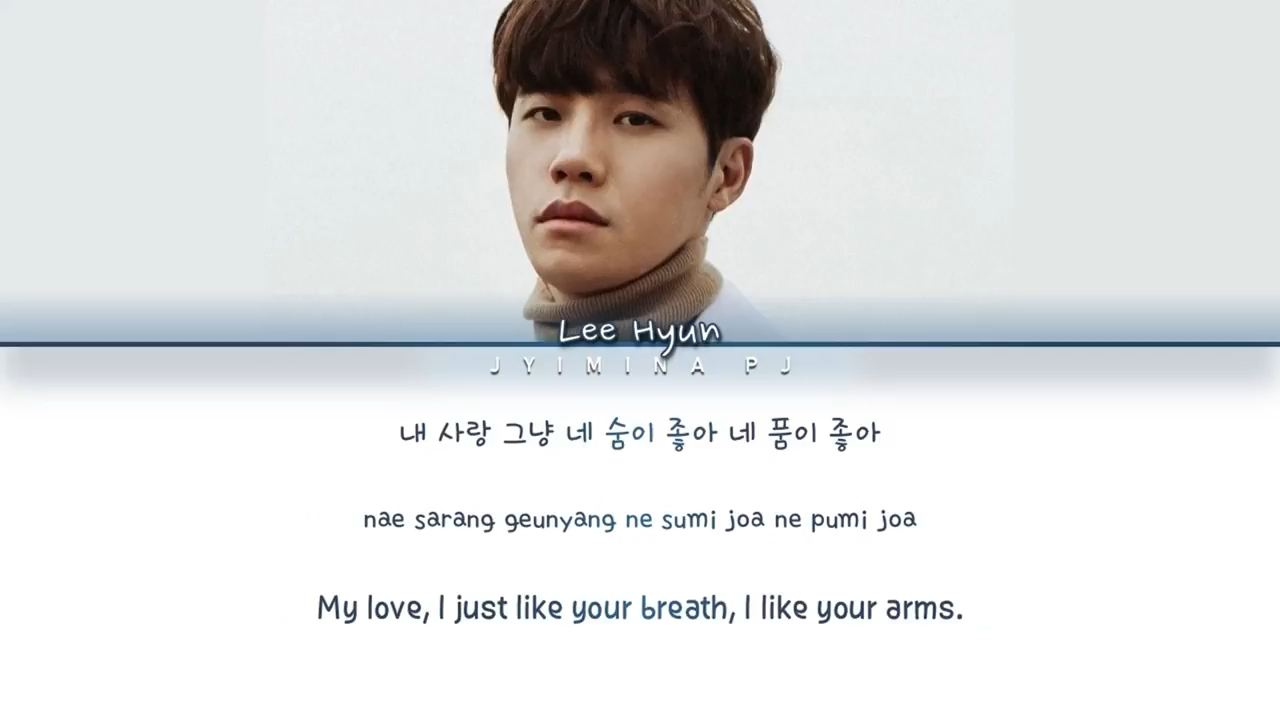 Lee Hyun
JYIMINA PJ
내 사랑 그냥 네 숨이 좋아 네 품이 좋아
nae sarang geunyang ne sumi joa ne pumi joa
My love, I just like your breath, I like your arms.